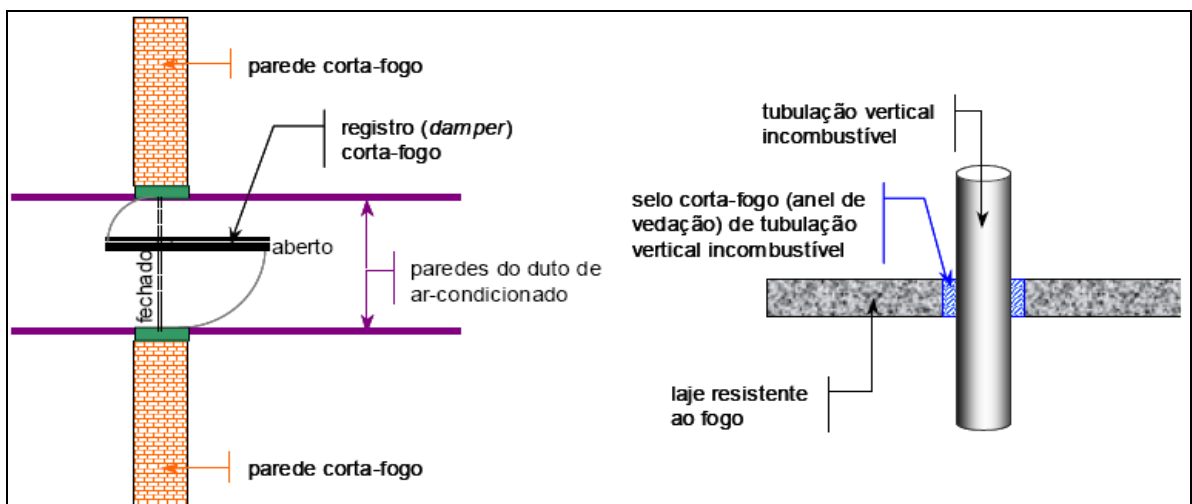 parede corta-fogo
registro (damper)
corta-fogo
aberto
fechado
paredes do duto de
ar-condicionado
parede corta-fogo
tubulação vertical
incombustível
selo corta-fogo (anel de
vedação) de tubulação
vertical incombustível
laje resistente
ao fogo